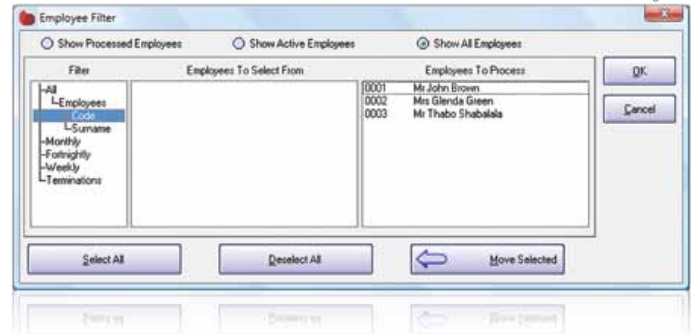 Employee Filter
Show Processed Employees Show Active Employees Show All Employees
Filter Employees To Select From Employees To Process
OK
Cancel
All
Employees
Code
Surname
Monthly
Fortnightly
Weekly
Terminations
0001 Mr John Brown
0002 Mrs Glenda Green
0003 Mr Thabo Shabalala
Select All Deselect All Move Selected